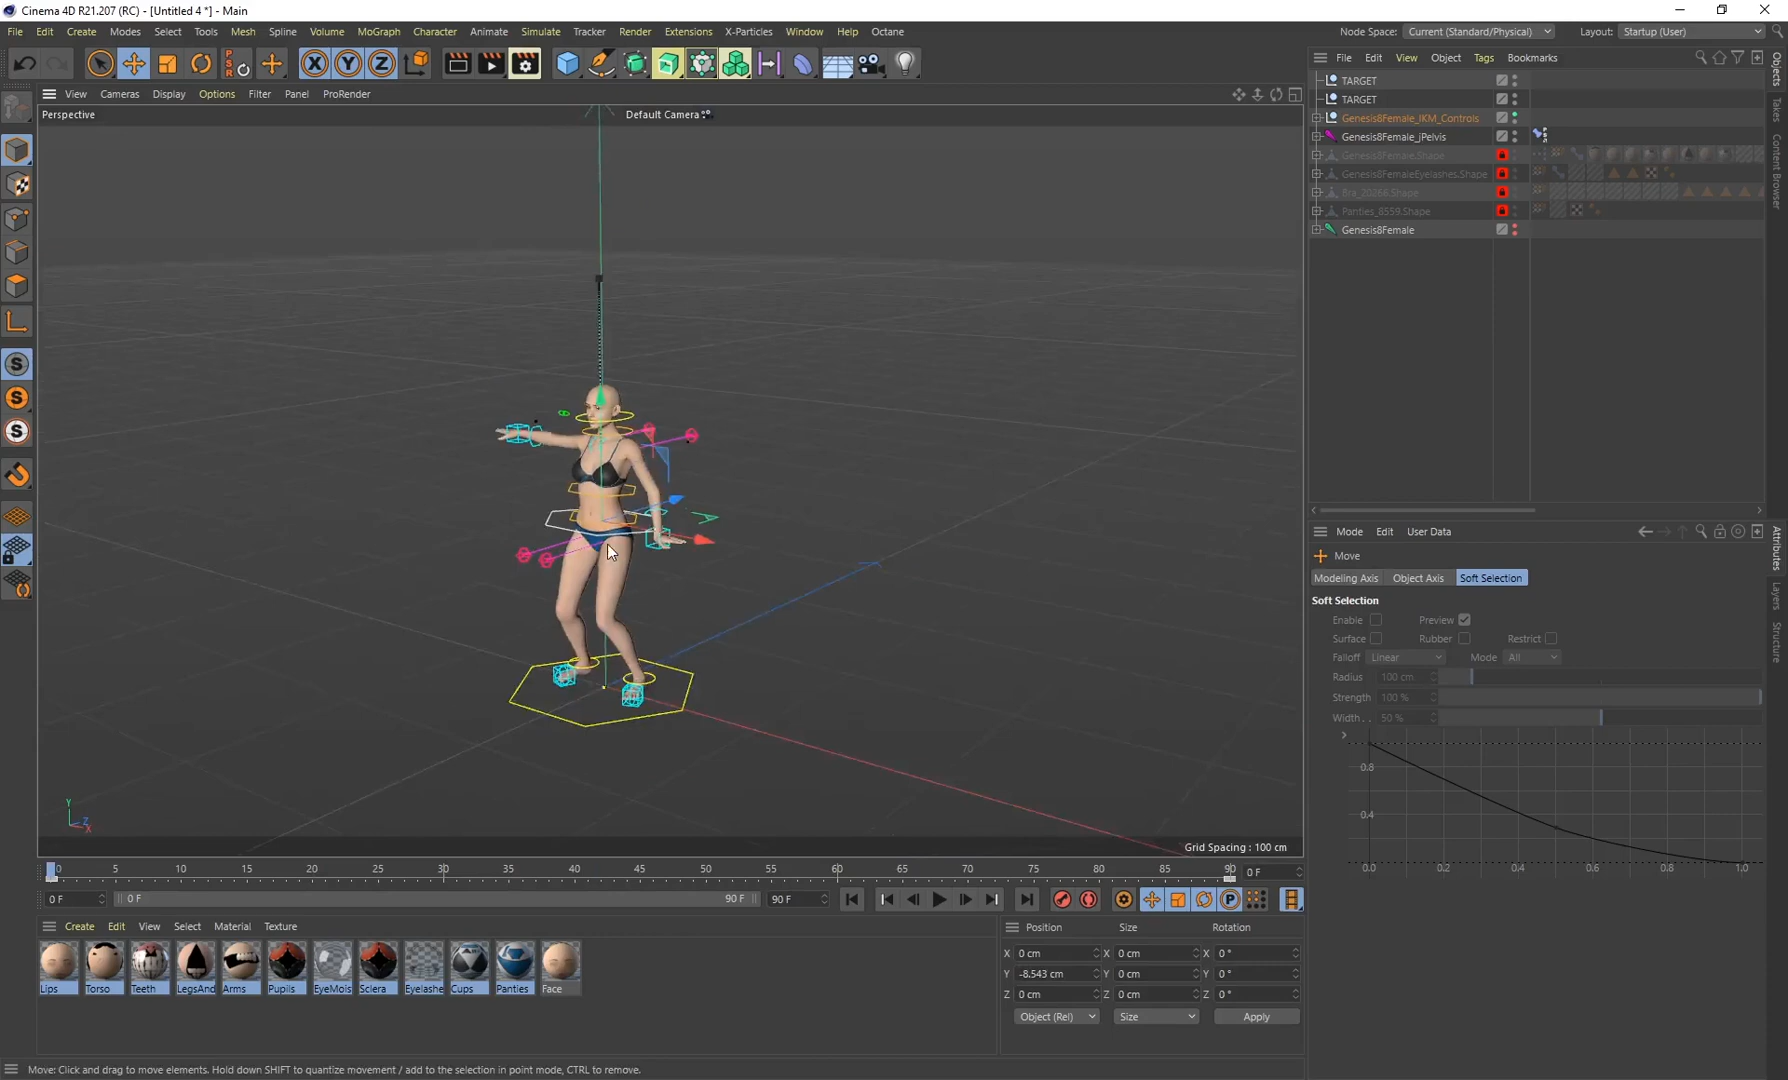 Cinema 4D R21.207 (RC) - [Untitled 4 *] - Main
File Edit Create Modes Select Tools Mesh Spline Volume MoGraph Character Animate Simulate Tracker Render Extensions X-Particles Window Help Octane
Node Space: Current (Standard/Physical) Layout: Startup (User)
View Cameras Display Options Filter Panel ProRender
File Edit View Object Tags Bookmarks
Perspective
Default Camera
TARGET
TARGET
Genesis8Female_IKM_Controls
Genesis8Female_jPelvis
Genesis8Female.Shape
Genesis8FemaleEyelashes.Shape
Bra_20266.Shape
Panties_8559.Shape
Genesis8Female
Objects
Takes
Content Browser
Mode Edit User Data
Move
Modeling Axis Object Axis Soft Selection
Soft Selection
Enable Preview
Surface Rubber Restrict
Falloff Linear Mode All
Radius 100 cm
Strength 100 %
Width . . 50 %
0.8
0.4
0.0 0.2 0.4 0.6 0.8 1.0
Attributes
Layers
Structure
Y
Z
X
Grid Spacing : 100 cm
0 5 10 15 20 25 30 35 40 45 50 55 60 65 70 75 80 85 90 0 F
0 F 0 F 90 F 90 F
Create Edit View Select Material Texture
Lips Torso Teeth LegsAnd Arms Pupils EyeMois Sclera Eyelashe Cups Panties Face
Position Size Rotation
X 0 cm X 0 cm X 0 °
Y -8.543 cm Y 0 cm Y 0 °
Z 0 cm Z 0 cm Z 0 °
Object (Rel) Size Apply
Move: Click and drag to move elements. Hold down SHIFT to quantize movement / add to the selection in point mode, CTRL to remove.